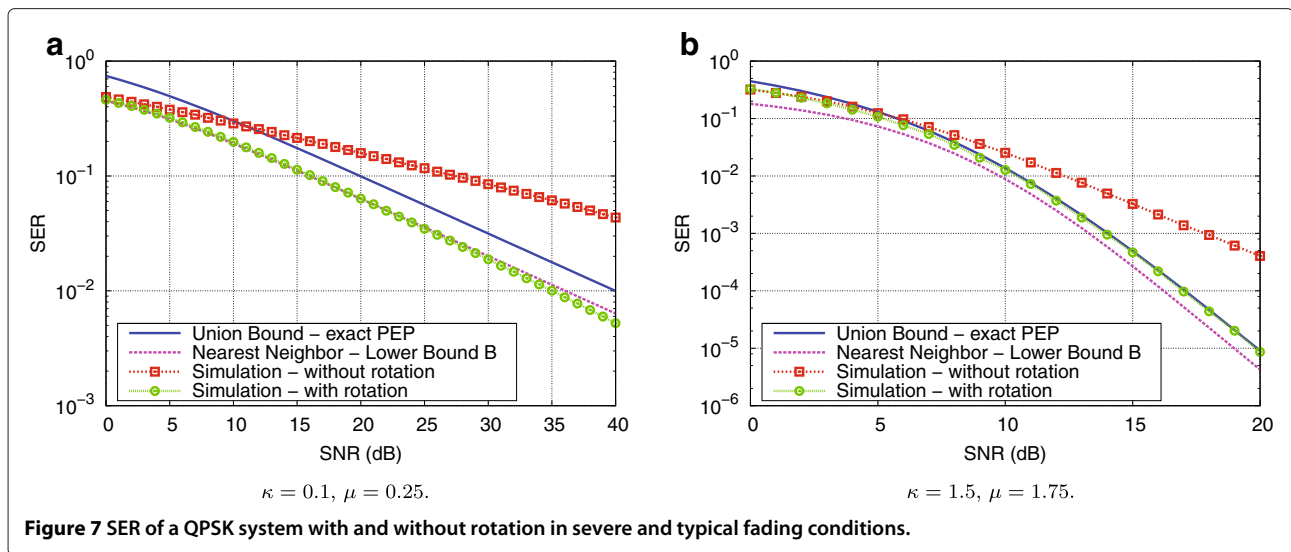 a
10^0
10^-1
10^-2
10^-3
SER
Union Bound – exact PEP
Nearest Neighbor – Lower Bound B
Simulation – without rotation
Simulation – with rotation
0 5 10 15 20 25 30 35 40
SNR (dB)
κ = 0.1, μ = 0.25.
b
10^0
10^-1
10^-2
10^-3
10^-4
10^-5
10^-6
SER
Union Bound – exact PEP
Nearest Neighbor – Lower Bound B
Simulation – without rotation
Simulation – with rotation
0 5 10 15 20
SNR (dB)
κ = 1.5, μ = 1.75.
Figure 7 SER of a QPSK system with and without rotation in severe and typical fading conditions.